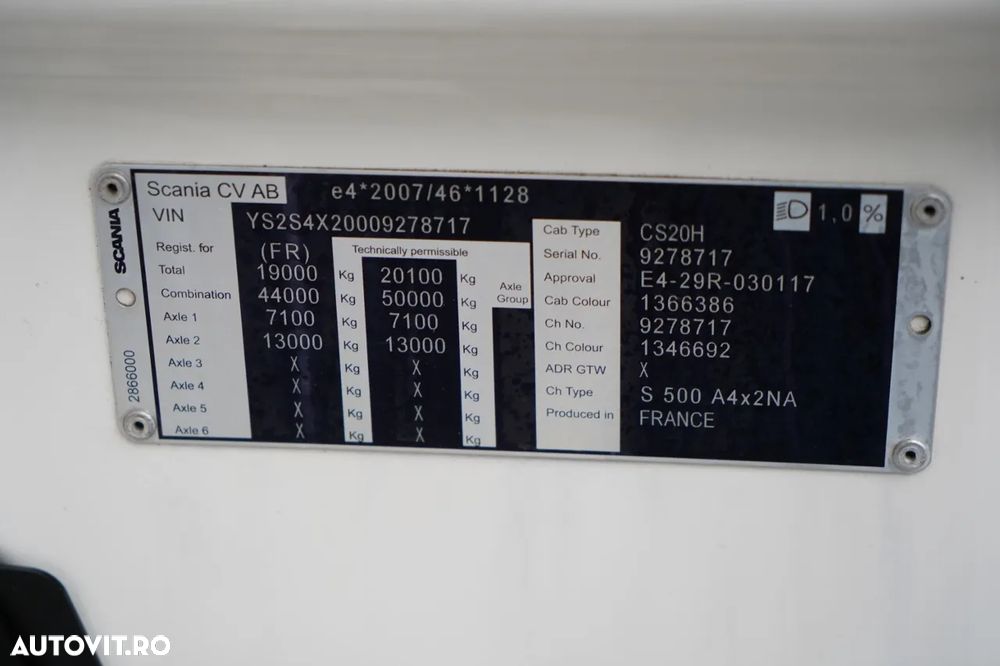 Scania CV AB e4*2007/46*1128
VIN YS2S4X20009278717
Regist. for (FR) Technically permissible
Total 19000 Kg 20100 Kg Axle Group
Combination 44000 Kg 50000 Kg
Axle 1 7100 Kg 7100 Kg
Axle 2 13000 Kg 13000 Kg
Axle 3 X Kg X Kg
Axle 4 X Kg X Kg
Axle 5 X Kg X Kg
Axle 6 X Kg X Kg
1,0 %
Cab Type CS20H
Serial No. 9278717
Approval E4-29R-030117
Cab Colour 1366386
Ch No. 9278717
Ch Colour 1346692
ADR GTW X
Ch Type S 500 A4x2NA
Produced in FRANCE
SCANIA
2866000
AUTOVIT.RO